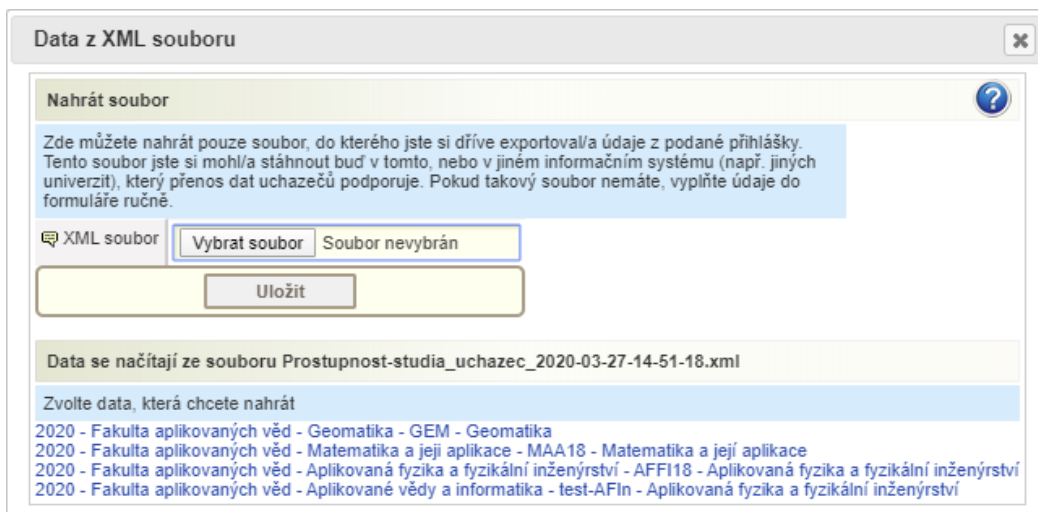 Data z XML souboru
Nahrát soubor
Zde můžete nahrát pouze soubor, do kterého jste si dříve exportoval/a údaje z podané přihlášky.
Tento soubor jste si mohl/a stáhnout buď v tomto, nebo v jiném informačním systému (např. jiných
univerzit), který přenos dat uchazečů podporuje. Pokud takový soubor nemáte, vyplňte údaje do
formuláře ručně.
XML soubor Vybrat soubor Soubor nevybrán
Uložit
Data se načítají ze souboru Prostupnost-studia_uchazec_2020-03-27-14-51-18.xml
Zvolte data, která chcete nahrát
2020 - Fakulta aplikovaných věd - Geomatika - GEM - Geomatika
2020 - Fakulta aplikovaných věd - Matematika a jeji aplikace - MAA18 - Matematika a její aplikace
2020 - Fakulta aplikovaných věd - Aplikovaná fyzika a fyzikální inženýrství - AFFI18 - Aplikovaná fyzika a fyzikální inženýrství
2020 - Fakulta aplikovaných věd - Aplikované vědy a informatika - test-AFIn - Aplikovaná fyzika a fyzikální inženýrství